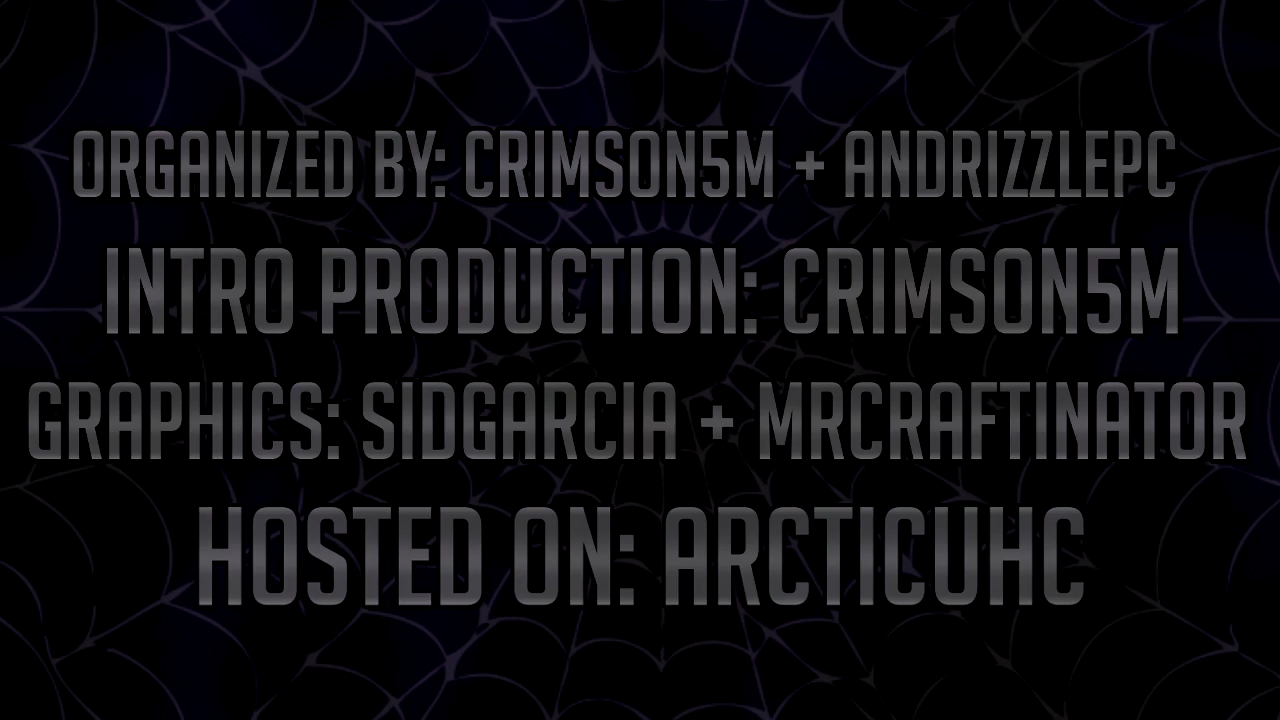 ORGANIZED BY: CRIMSON5M + ANDRIZZLEPC
INTRO PRODUCTION: CRIMSON5M
GRAPHICS: SIDGARCIA + MRCRAFTINATOR
HOSTED ON: ARCTICUHC